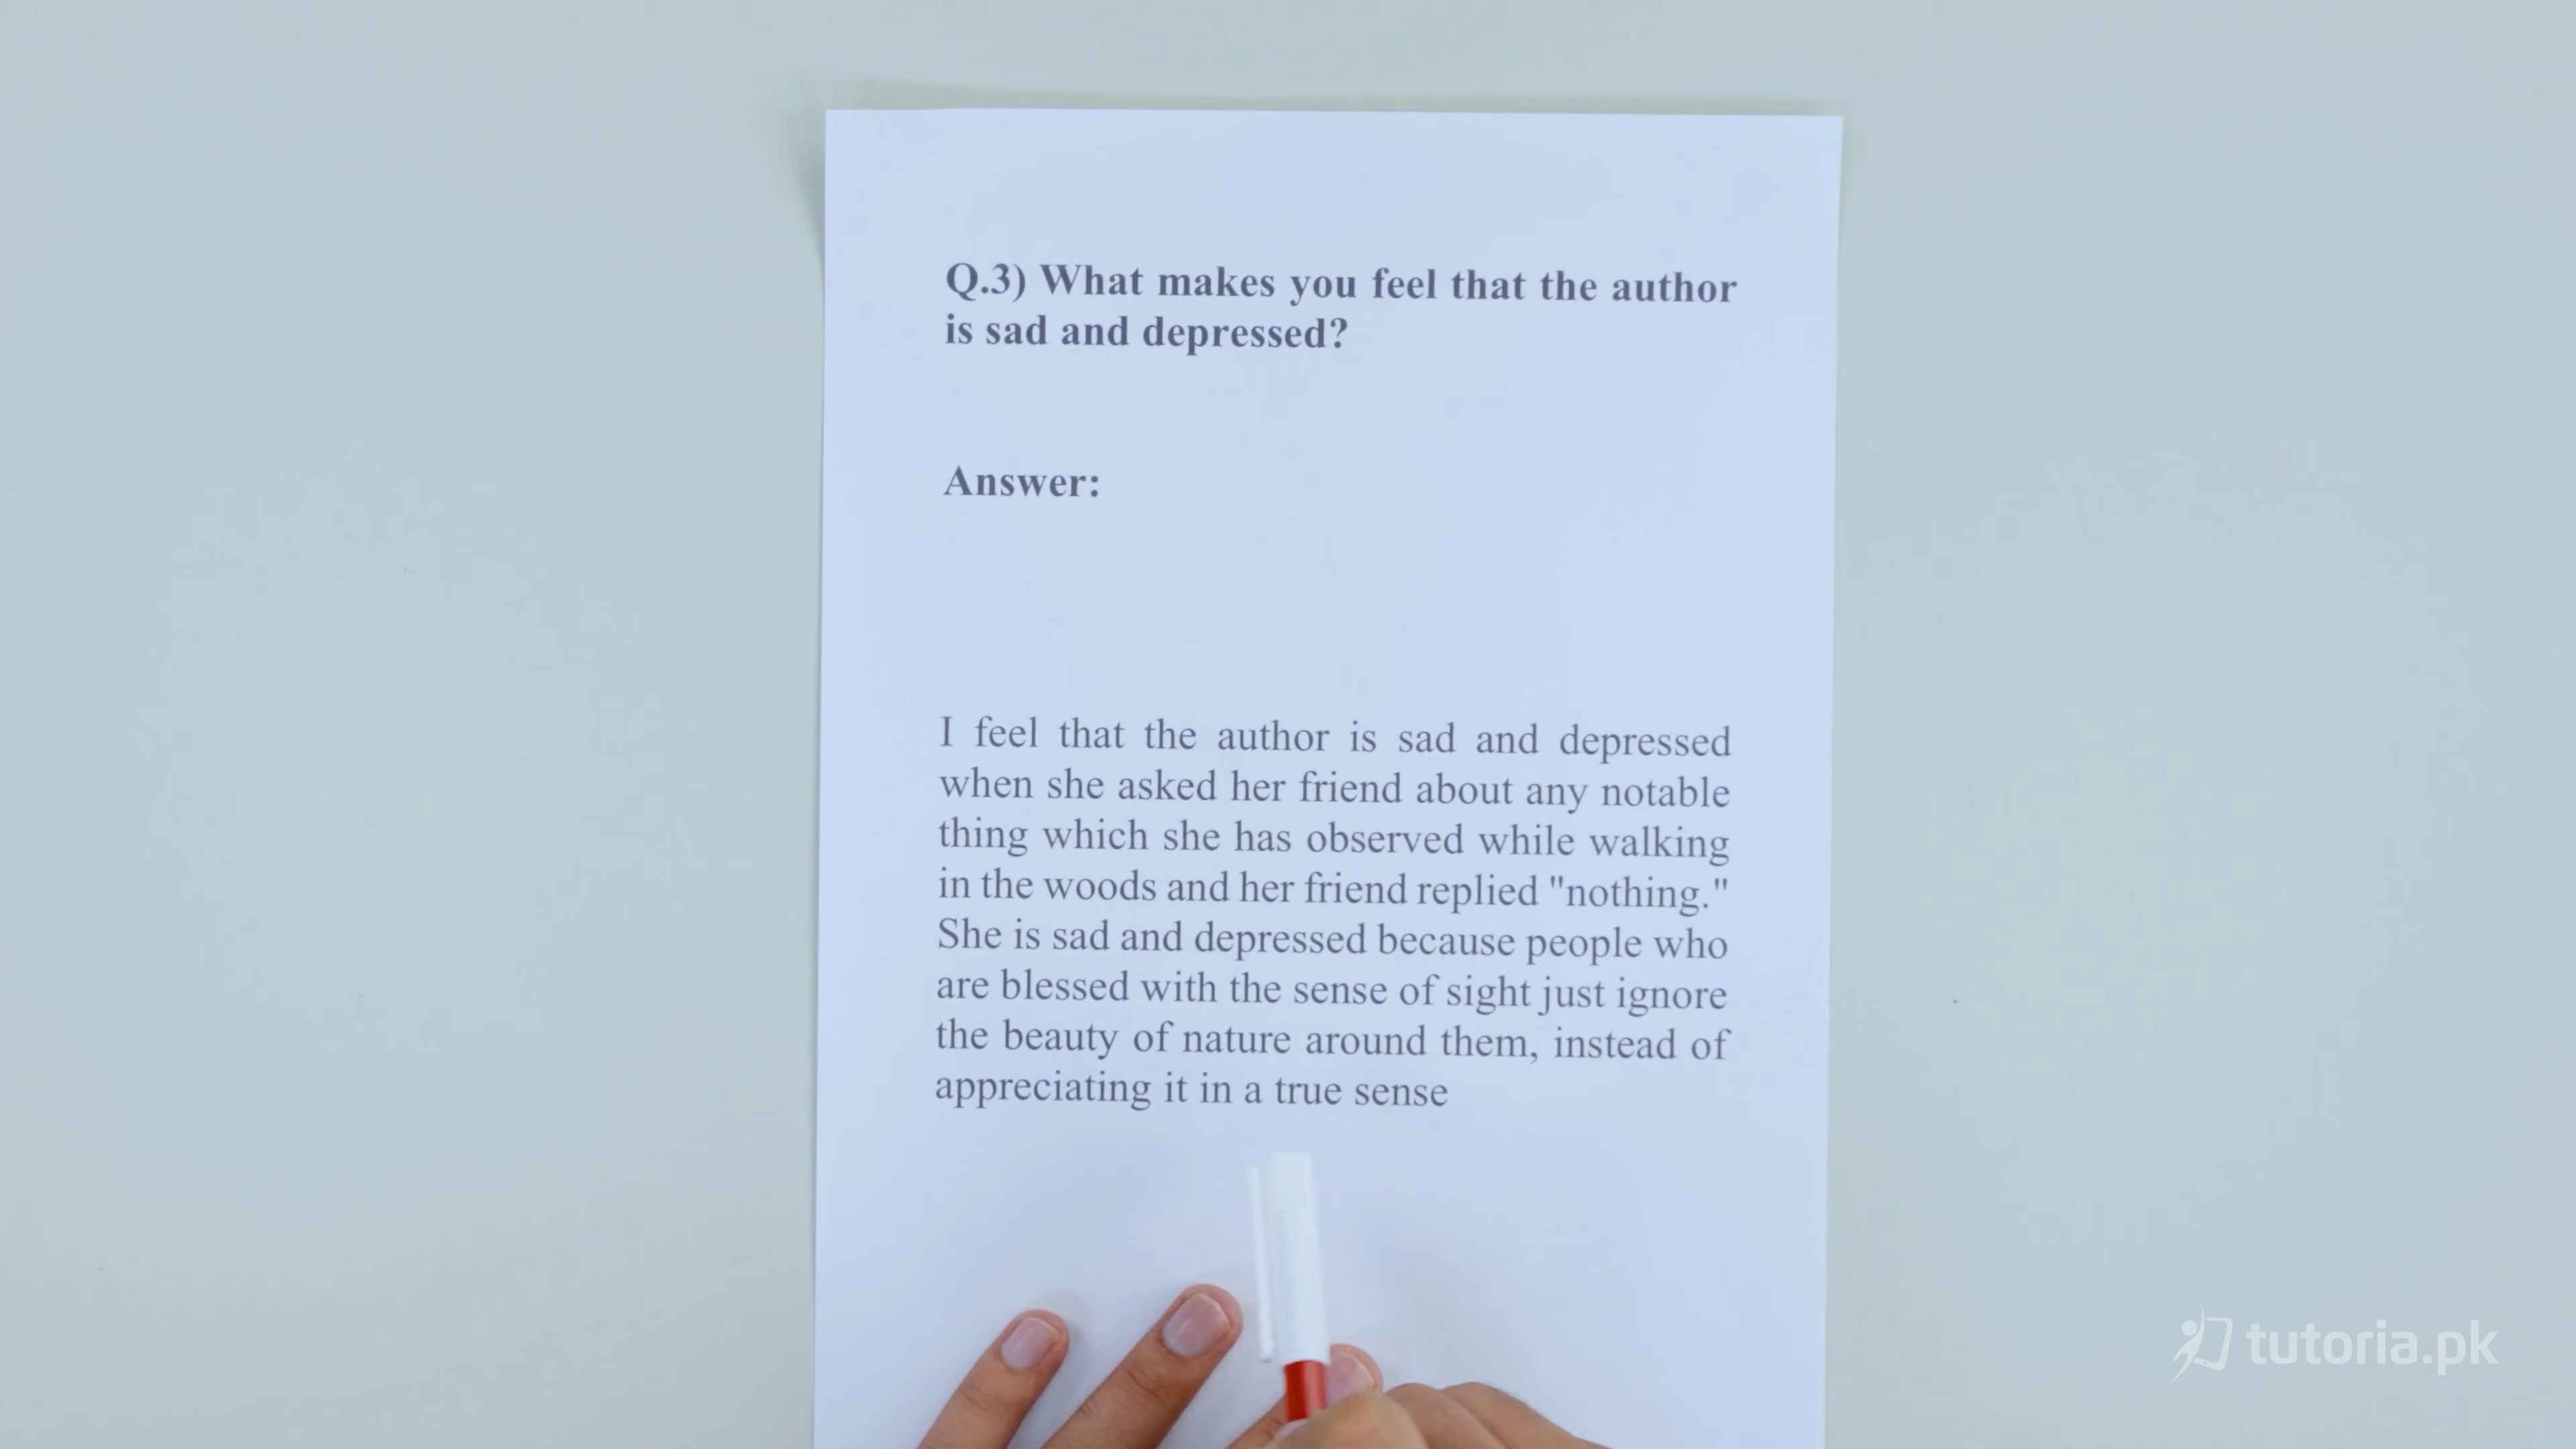 Q.3) What makes you feel that the author
is sad and depressed?
Answer:
I feel that the author is sad and depressed
when she asked her friend about any notable
thing which she has observed while walking
in the woods and her friend replied "nothing."
She is sad and depressed because people who
are blessed with the sense of sight just ignore
the beauty of nature around them, instead of
appreciating it in a true sense
tutoria.pk